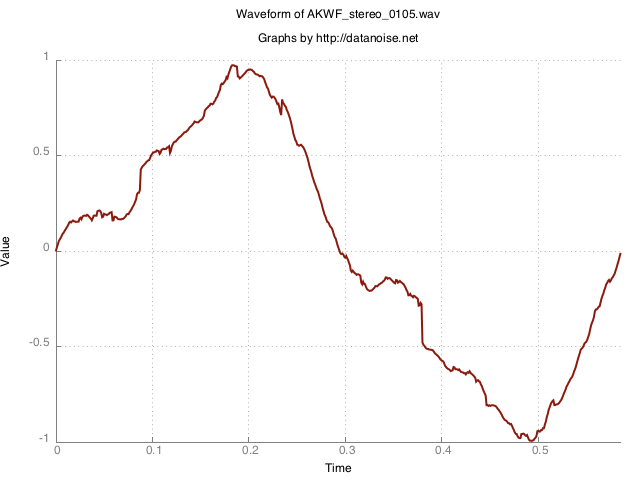 Waveform of AKWF_stereo_0105.wav
Graphs by http://datanoise.net
1
0.5
0
-0.5
-1
Value
0 0.1 0.2 0.3 0.4 0.5
Time